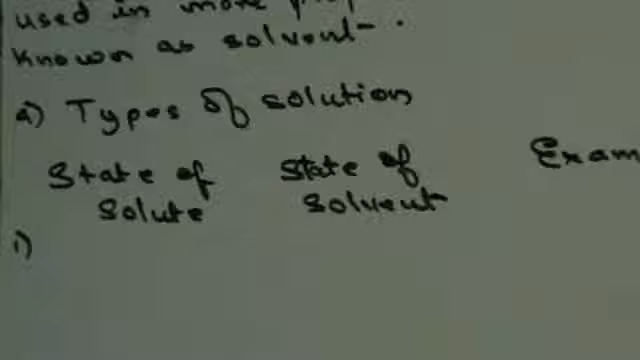 used in more
known as solvent.
a) Types of solution
State of State of Exam
Solute Solvent
1)